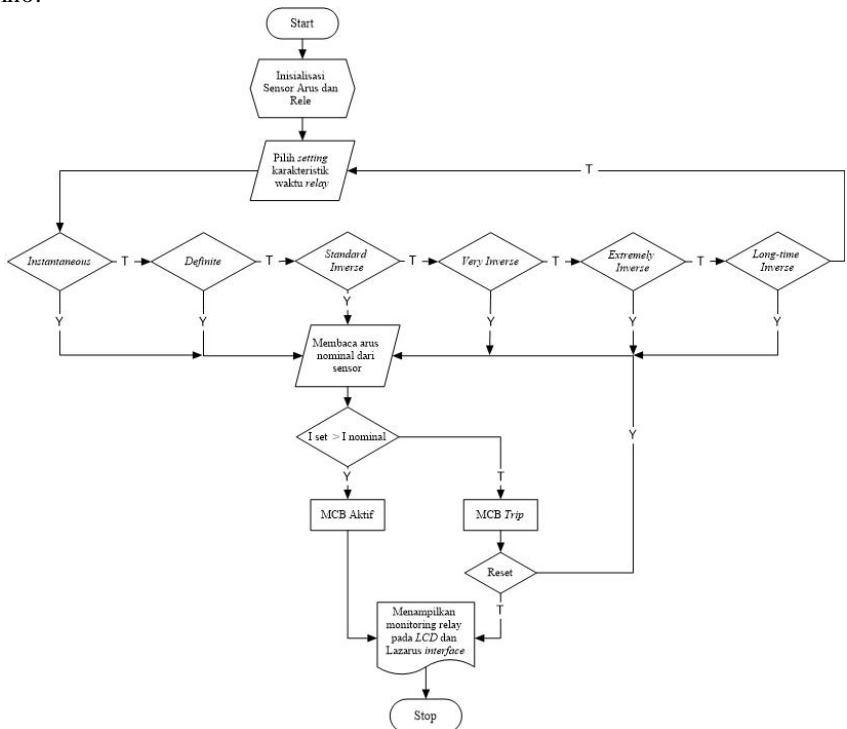 Start
Inisialisasi
Sensor Arus dan
Rele
Pilih setting
karakteristik
waktu relay
T
Instantaneous
T
Definite
T
Standard
Inverse
T
Very Inverse
T
Extremely
Inverse
T
Long-time
Inverse
Y
Y
Y
Y
Y
Y
Membaca arus
nominal dari
sensor
I set > I nominal
Y
Y
T
MCB Aktif
MCB Trip
Reset
T
Menampilkan
monitoring relay
pada LCD dan
Lazarus interface
Stop